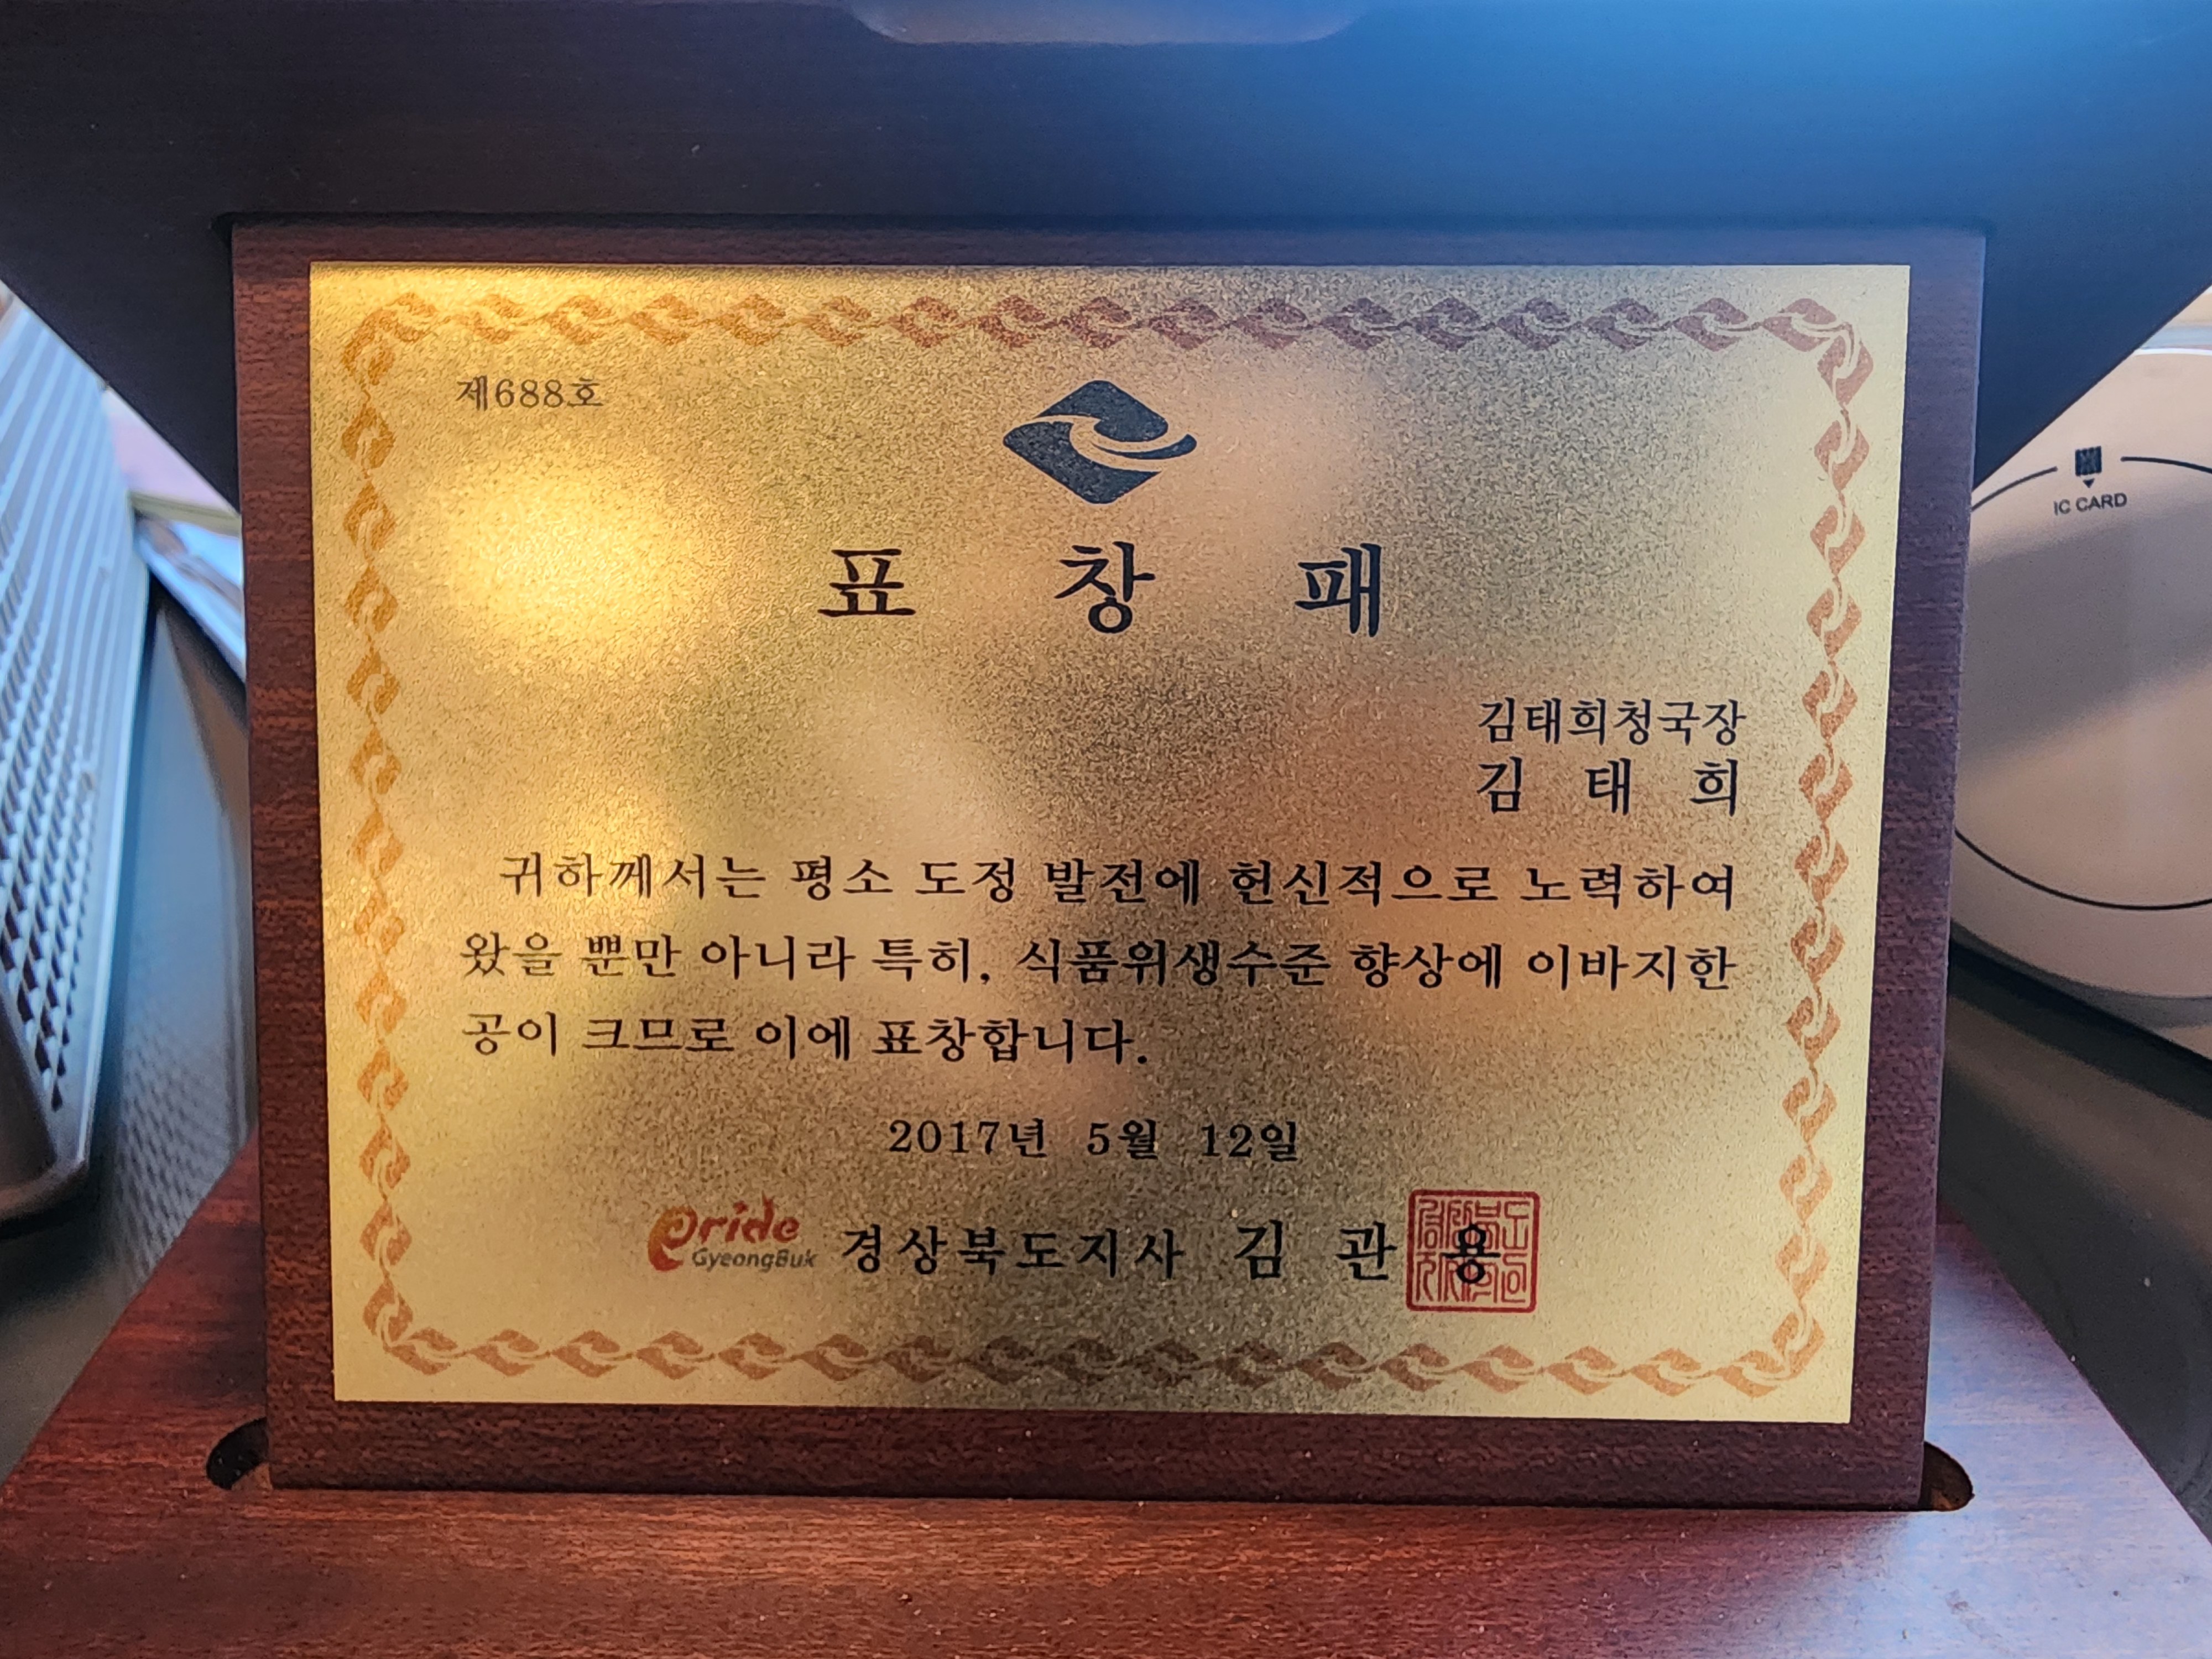 제688호
표 창 패
김태희청국장
김 태 희
귀하께서는 평소 도정 발전에 헌신적으로 노력하여
왔을 뿐만 아니라 특히, 식품위생수준 향상에 이바지한
공이 크므로 이에 표창합니다.
2017년 5월 12일
Pride
GyeongBuk
경상북도지사 김 관 용
IC CARD